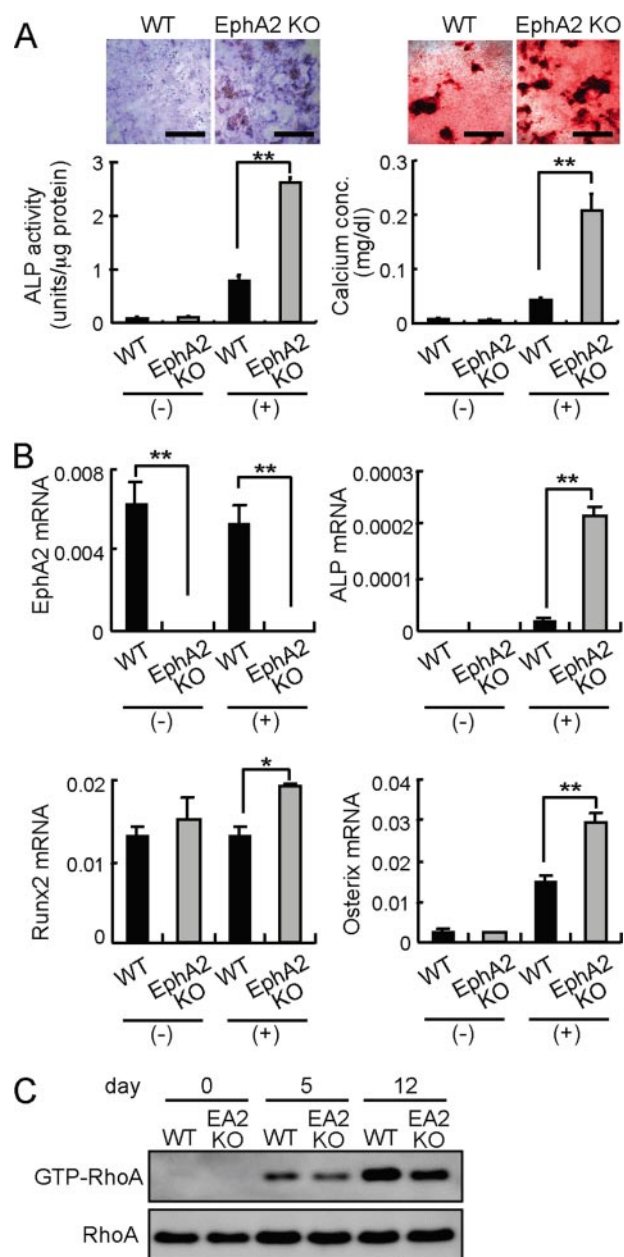 A
WT EphA2 KO
WT EphA2 KO
ALP activity
(units/μg protein)
3
2
1
0
**
WT EphA2 KO WT EphA2 KO
(-) (+)
Calcium conc.
(mg/dl)
0.3
0.2
0.1
0
**
WT EphA2 KO WT EphA2 KO
(-) (+)
B
EphA2 mRNA
0.008
0.004
0
** **
WT EphA2 KO WT EphA2 KO
(-) (+)
ALP mRNA
0.0003
0.0002
0.0001
0
**
WT EphA2 KO WT EphA2 KO
(-) (+)
Runx2 mRNA
0.02
0.01
0
*
WT EphA2 KO WT EphA2 KO
(-) (+)
Osterix mRNA
0.04
0.03
0.02
0.01
0
**
WT EphA2 KO WT EphA2 KO
(-) (+)
C
day 0 5 12
WT EA2 KO WT EA2 KO WT EA2 KO
GTP-RhoA
RhoA